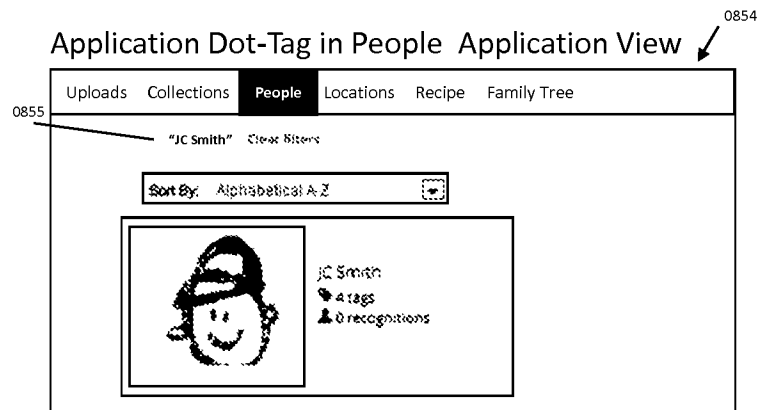 0854
Application Dot-Tag in People Application View
Uploads Collections People Locations Recipe Family Tree
0855
"JC Smith" Clear filters
Sort By: Alphabetical A-Z
JC Smith
4 tags
0 recognitions